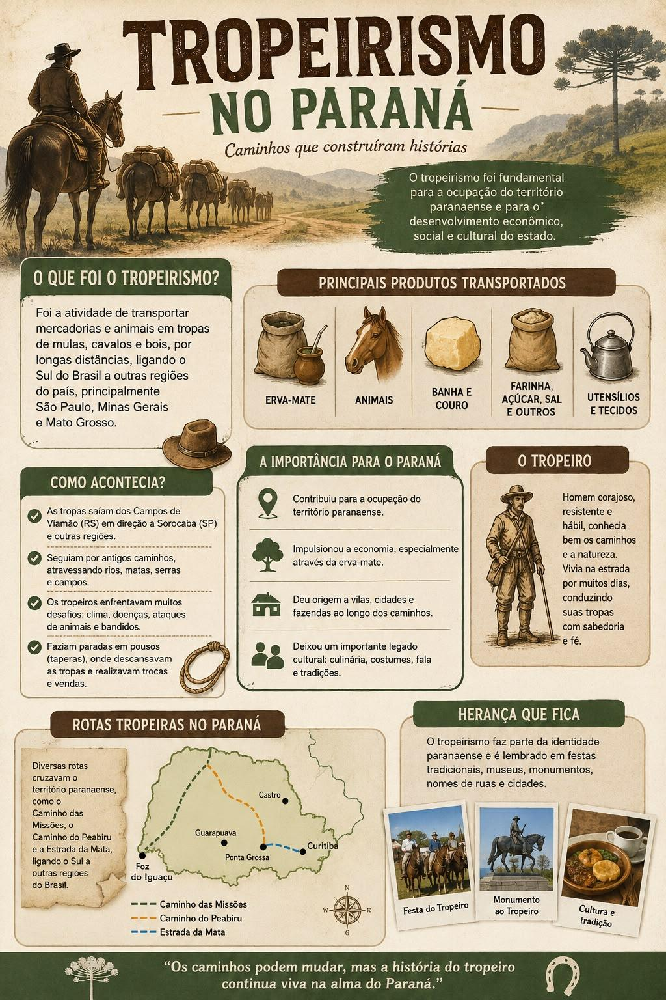 TROPEIRISMO
NO PARANÁ
Caminhos que construíram histórias
O tropeirismo foi fundamental
para a ocupação do território
paranaense e para o
desenvolvimento econômico,
social e cultural do estado.
O QUE FOI O TROPEIRISMO?
Foi a atividade de transportar
mercadorias e animais em tropas
de mulas, cavalos e bois, por
longas distâncias, ligando o
Sul do Brasil a outras regiões
do país, principalmente
São Paulo, Minas Gerais
e Mato Grosso.
PRINCIPAIS PRODUTOS TRANSPORTADOS
ERVA-MATE
ANIMAIS
BANHA E
COURO
FARINHA,
AÇÚCAR, SAL
E OUTROS
UTENSÍLIOS
E TECIDOS
COMO ACONTECIA?
As tropas saíam dos Campos de
Viamão (RS) em direção a Sorocaba (SP)
e outras regiões.
Seguiam por antigos caminhos,
atravessando rios, matas, serras
e campos.
Os tropeiros enfrentavam muitos
desafios: clima, doenças, ataques
de animais e bandidos.
Faziam paradas em pousos
(taperas), onde descansavam
as tropas e realizavam trocas
e vendas.
A IMPORTÂNCIA PARA O PARANÁ
Contribuiu para a ocupação do
território paranaense.
Impulsionou a economia, especialmente
através da erva-mate.
Deu origem a vilas, cidades e
fazendas ao longo dos caminhos.
Deixou um importante legado
cultural: culinária, costumes, fala
e tradições.
O TROPEIRO
Homem corajoso,
resistente e
hábil, conhecia
bem os caminhos
e a natureza.
Vivia na estrada
por muitos dias,
conduzindo
suas tropas
com sabedoria
e fé.
ROTAS TROPEIRAS NO PARANÁ
Diversas rotas
cruzavam o
território paranaense,
como o
Caminho das
Missões, o
Caminho do Peabiru
e a Estrada da Mata,
ligando o Sul a
outras regiões
do Brasil.
Castro
Guarapuava
Ponta Grossa
Curitiba
Foz
do Iguaçu
Caminho das Missões
Caminho do Peabiru
Estrada da Mata
N
W
K
G
HERANÇA QUE FICA
O tropeirismo faz parte da identidade
paranaense e é lembrado em festas
tradicionais, museus, monumentos,
nomes de ruas e cidades.
Festa do Tropeiro
Monumento
ao Tropeiro
Cultura e
tradição
“Os caminhos podem mudar, mas a história do tropeiro
continua viva na alma do Paraná.”